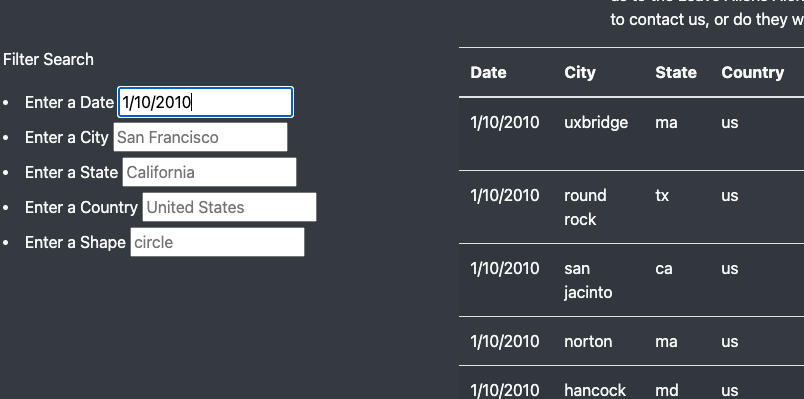 to contact us, or do they w
Filter Search
Enter a Date 1/10/2010
Enter a City San Francisco
Enter a State California
Enter a Country United States
Enter a Shape circle
Date City State Country
1/10/2010 uxbridge ma us
1/10/2010 round rock tx us
1/10/2010 san jacinto ca us
1/10/2010 norton ma us
1/10/2010 hancock md us